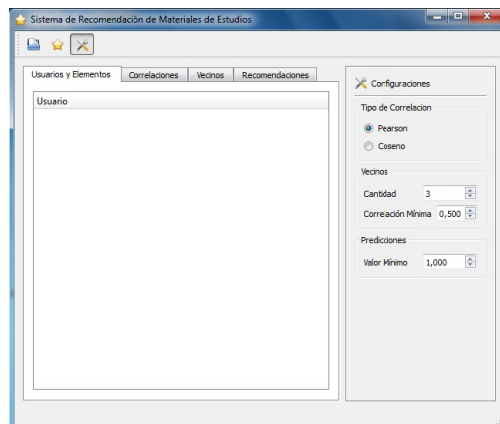 Sistema de Recomendación de Materiales de Estudios
Usuarios y Elementos
Correlaciones
Vecinos
Recomendaciones
Usuario
Configuraciones
Tipo de Correlacion
Pearson
Coseno
Vecinos
Cantidad 3
Correación Mínima 0,500
Predicciones
Valor Mínimo 1,000